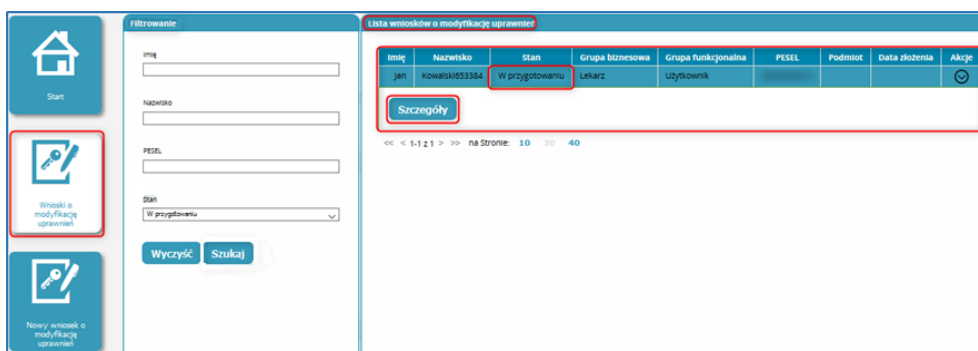 Start
Wnioski o
modyfikację
uprawnień
Nowy wniosek o
modyfikację
uprawnień
Filtrowanie
Imię
Nazwisko
PESEL
Stan
W przygotowaniu
Wyczyść Szukaj
Lista wniosków o modyfikację uprawnień
Imię Nazwisko Stan Grupa biznesowa Grupa funkcjonalna PESEL Podmiot Data złożenia Akcje
Jan Kowalski653384 W przygotowaniu Lekarz Użytkownik
Szczegóły
<< < 1-1 z 1 > >> na Stronie: 10 20 40